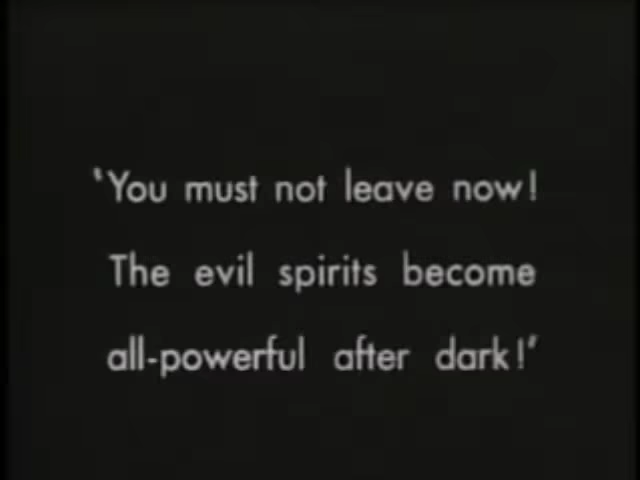 ‘You must not leave now!
The evil spirits become
all-powerful after dark!’